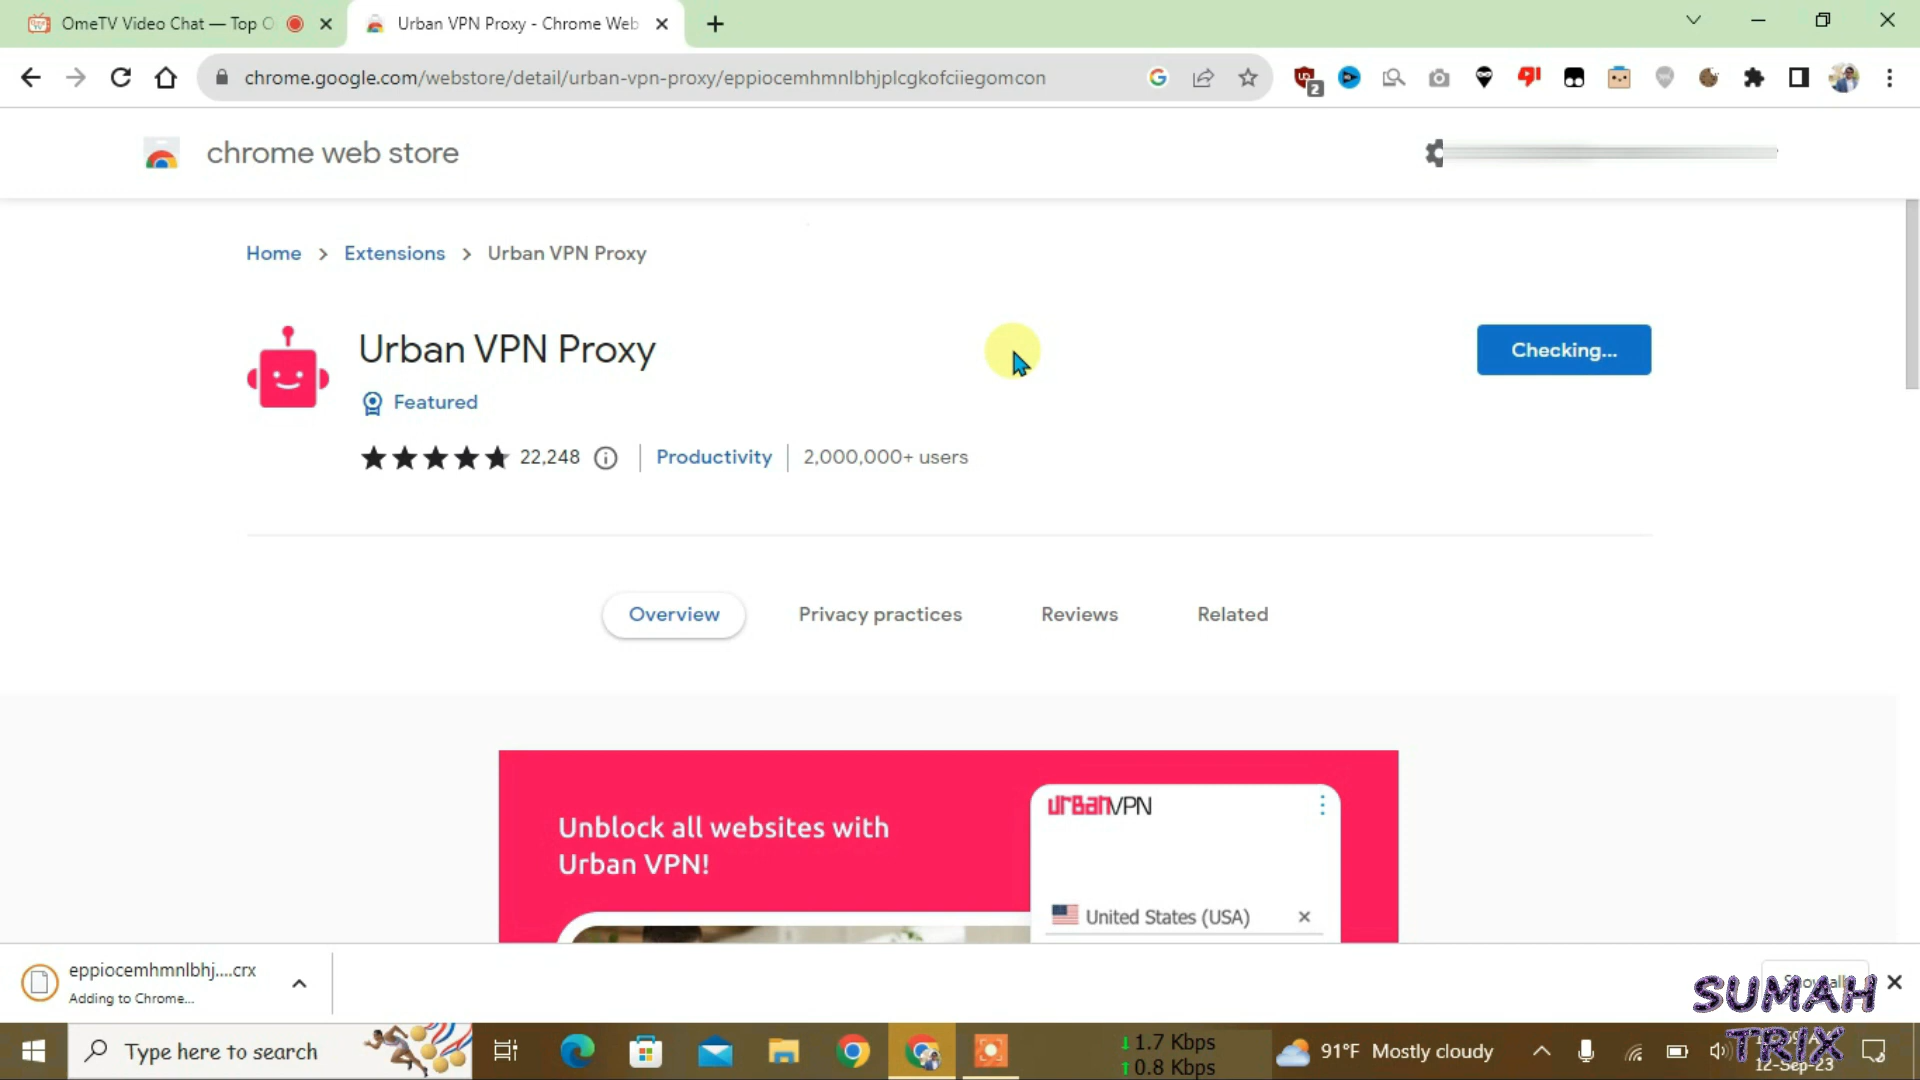 OmeTV Video Chat — Top O
Urban VPN Proxy - Chrome Web
chrome.google.com/webstore/detail/urban-vpn-proxy/eppiocemhmnlbhjplcgkofciiegomcon
2
chrome web store
Home > Extensions > Urban VPN Proxy
Urban VPN Proxy
Checking...
Featured
22,248
Productivity
2,000,000+ users
Overview
Privacy practices
Reviews
Related
Unblock all websites with
Urban VPN!
urBanVPN
United States (USA)
eppiocemhmnlbhj....crx
Adding to Chrome...
SUMAH
TRIX
Type here to search
1.7 Kbps
0.8 Kbps
91°F Mostly cloudy
12-Sep-23